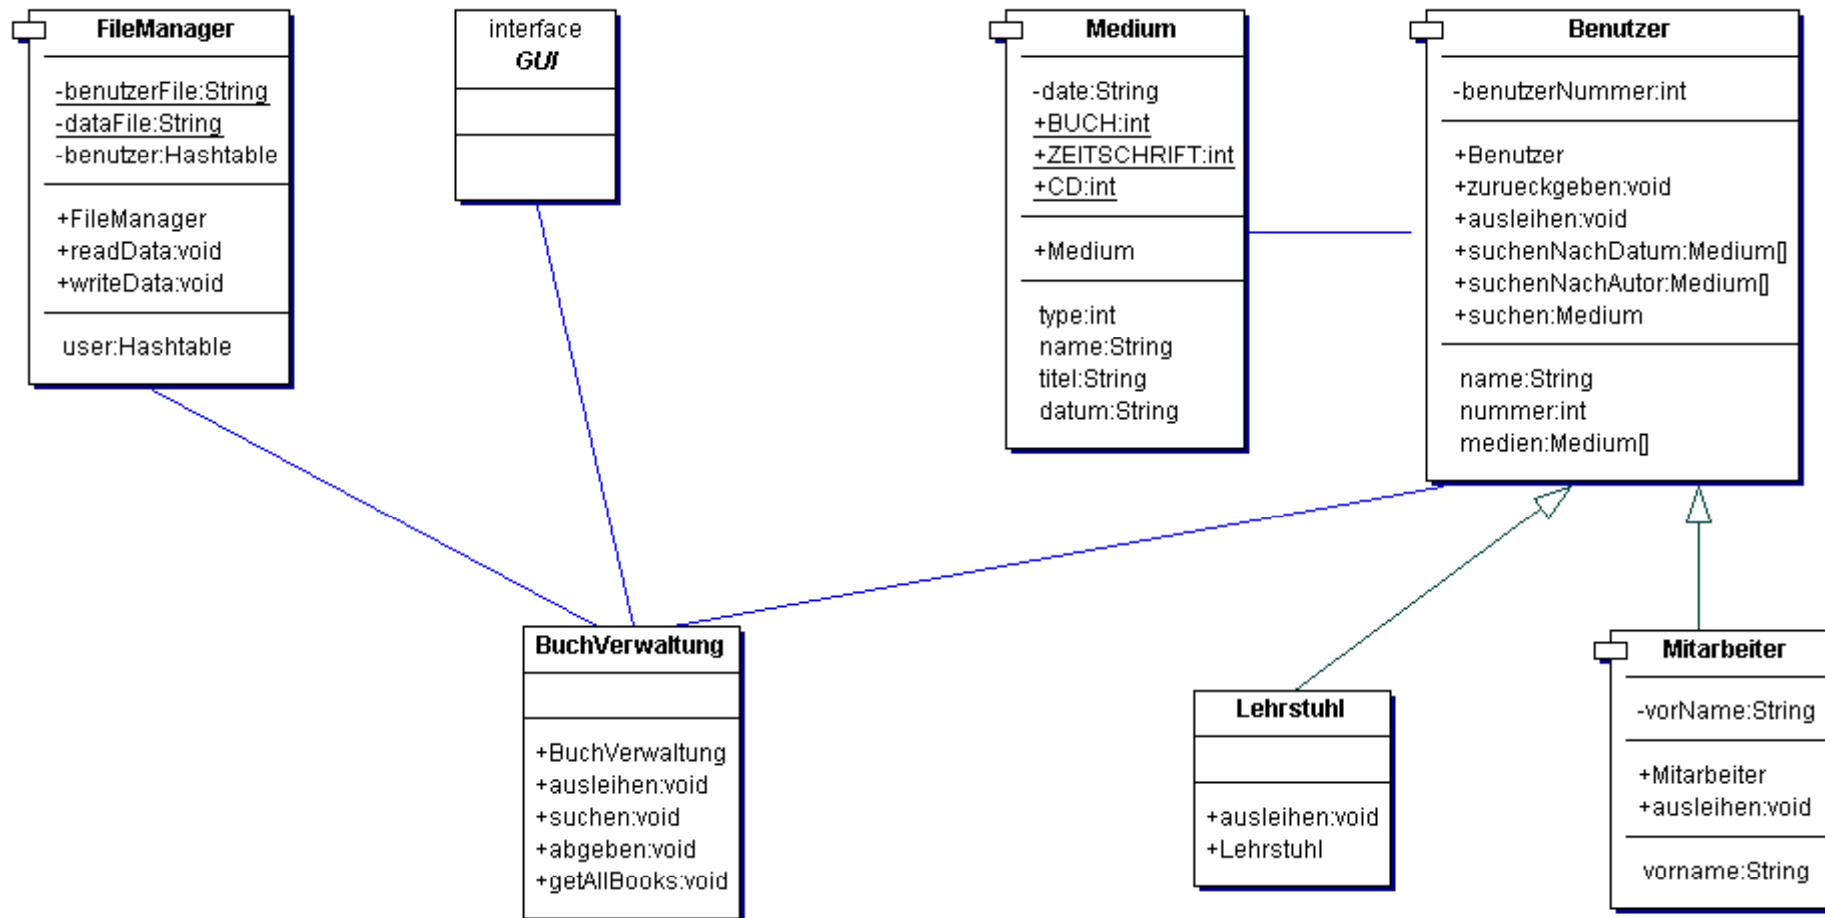 FileManager
-benutzerFile:String
-dataFile:String
-benutzer:Hashtable
+FileManager
+readData:void
+writeData:void
user:Hashtable
interface
GUI
Medium
-date:String
+BUCH:int
+ZEITSCHRIFT:int
+CD:int
+Medium
type:int
name:String
titel:String
datum:String
Benutzer
-benutzerNummer:int
+Benutzer
+zurueckgeben:void
+ausleihen:void
+suchenNachDatum:Medium[]
+suchenNachAutor:Medium[]
+suchen:Medium
name:String
nummer:int
medien:Medium[]
BuchVerwaltung
+BuchVerwaltung
+ausleihen:void
+suchen:void
+abgeben:void
+getAllBooks:void
Lehrstuhl
+ausleihen:void
+Lehrstuhl
Mitarbeiter
-vorName:String
+Mitarbeiter
+ausleihen:void
vorname:String